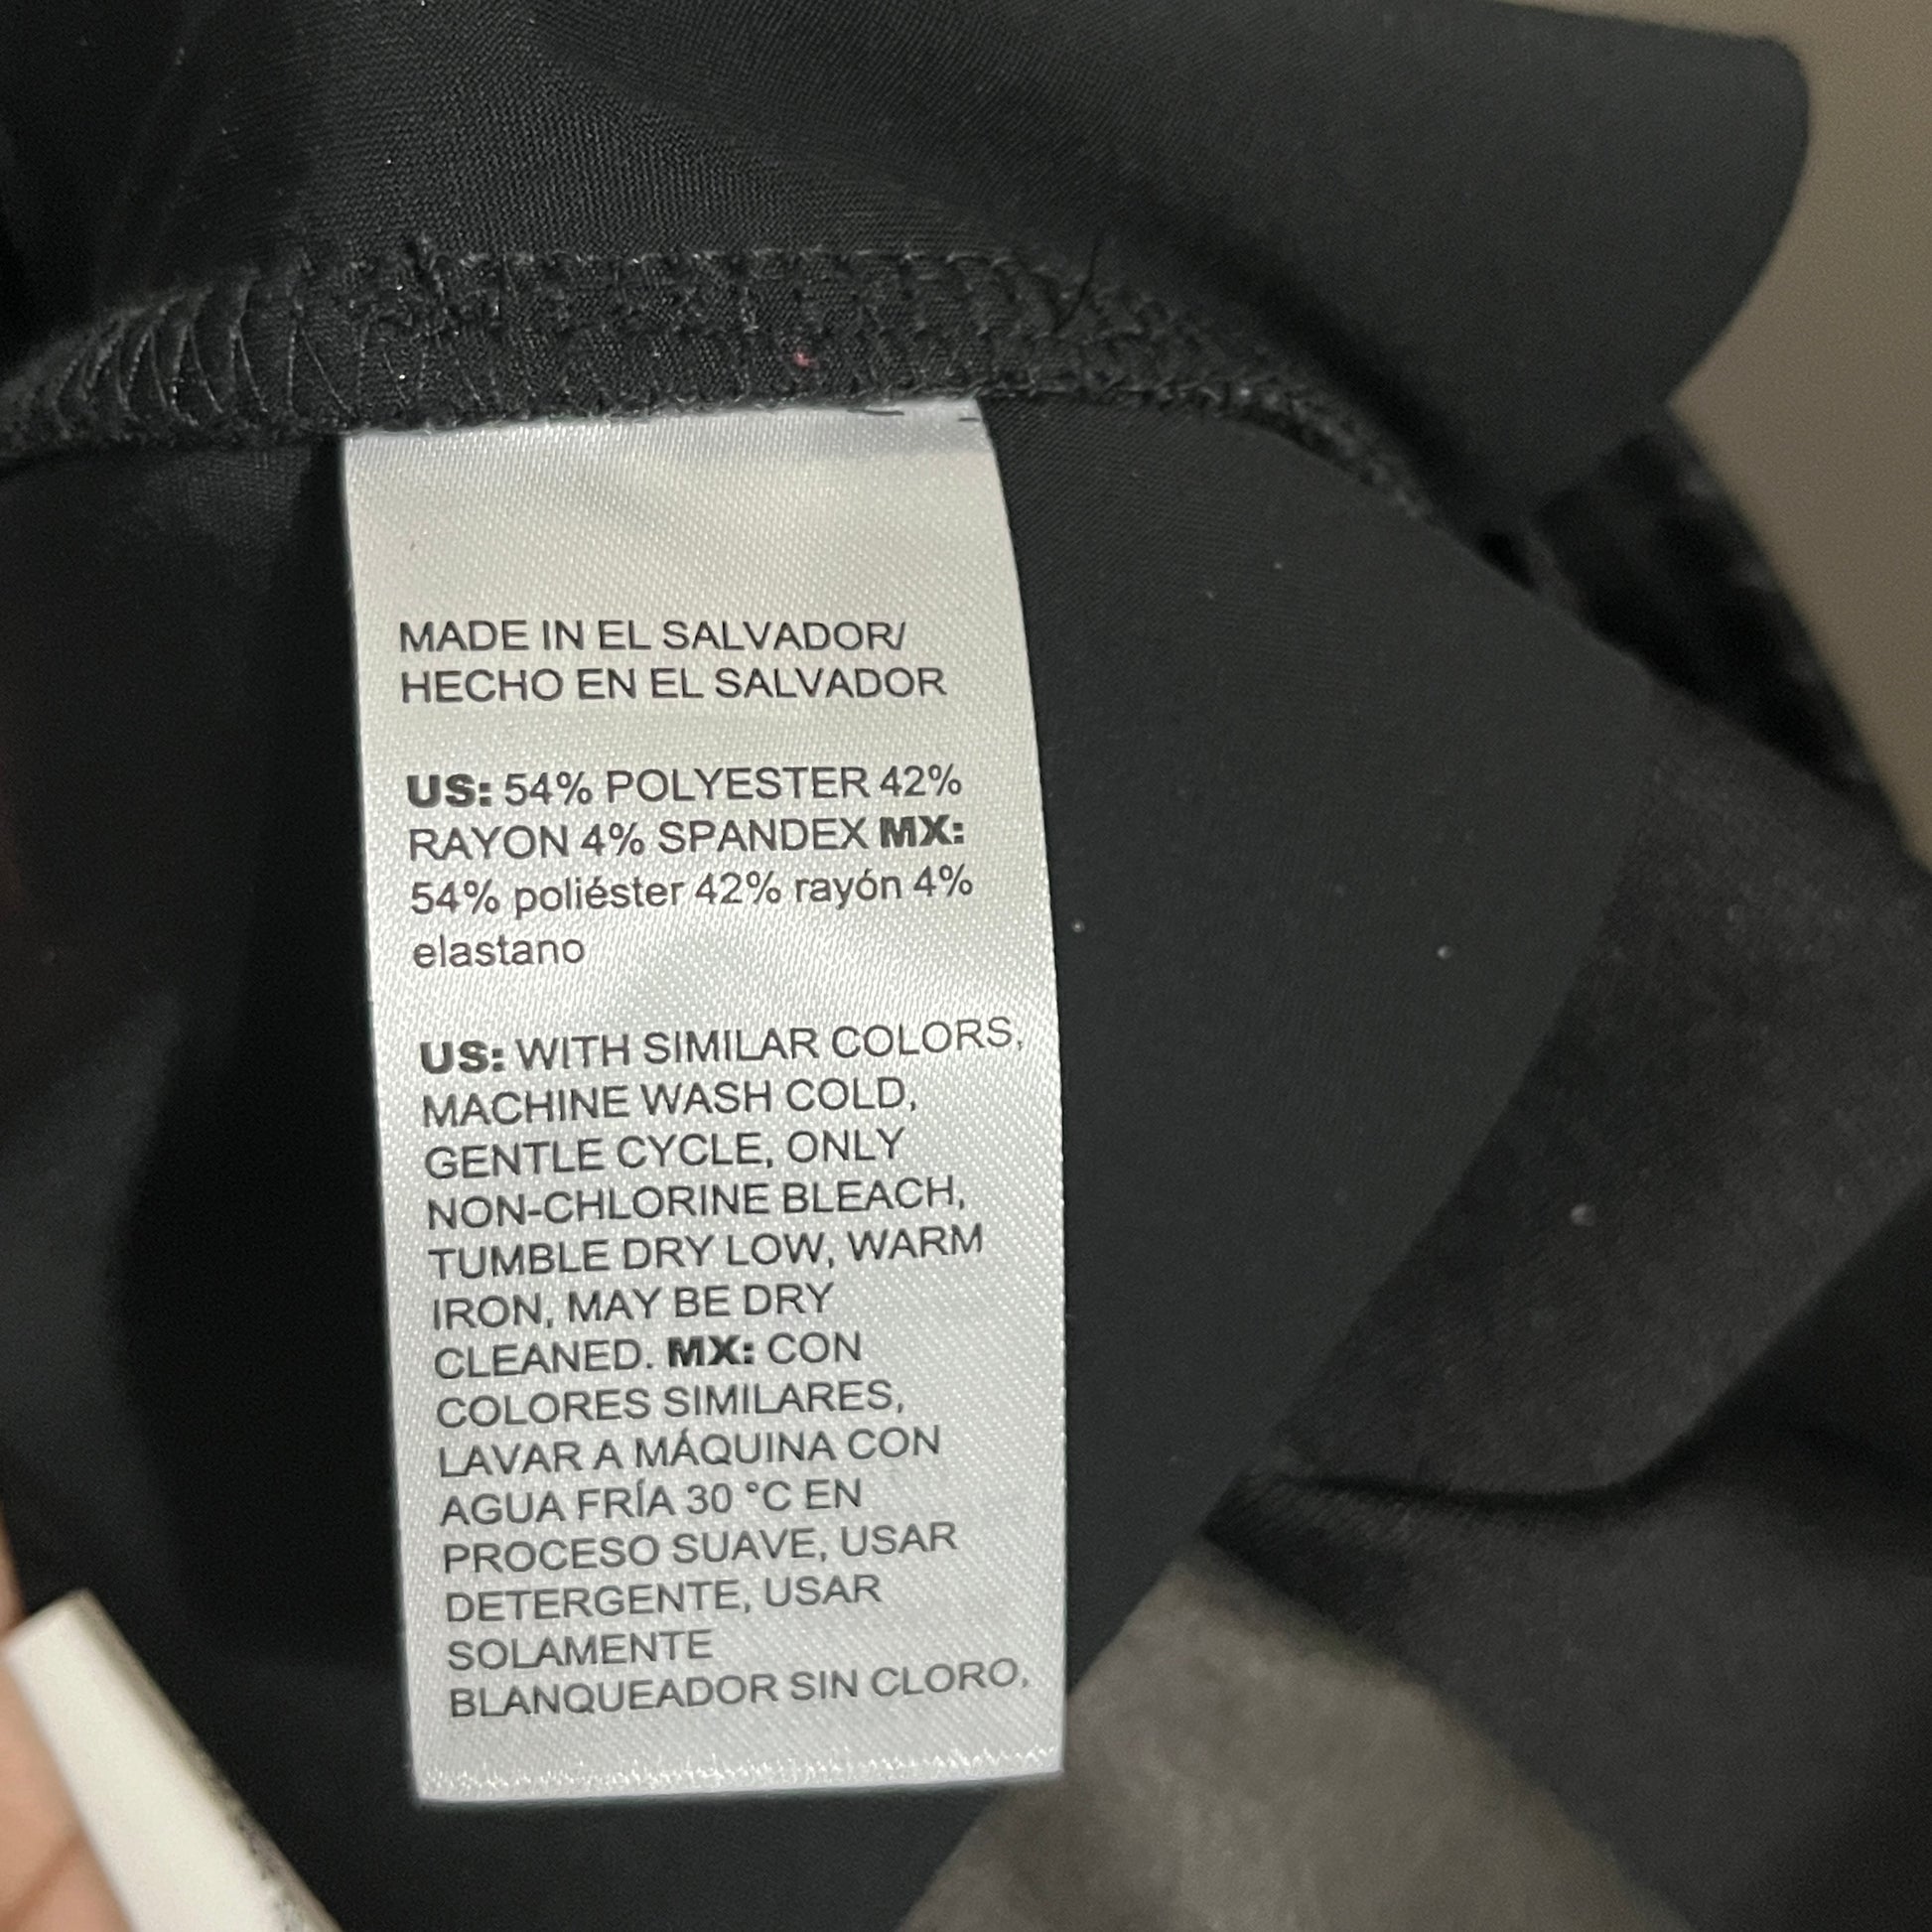 MADE IN EL SALVADOR/
HECHO EN EL SALVADOR
US: 54% POLYESTER 42%
RAYON 4% SPANDEX MX:
54% poliéster 42% rayón 4%
elastano
US: WITH SIMILAR COLORS,
MACHINE WASH COLD,
GENTLE CYCLE, ONLY
NON-CHLORINE BLEACH,
TUMBLE DRY LOW, WARM
IRON, MAY BE DRY
CLEANED. MX: CON
COLORES SIMILARES,
LAVAR A MÁQUINA CON
AGUA FRÍA 30 °C EN
PROCESO SUAVE, USAR
DETERGENTE, USAR
SOLAMENTE
BLANQUEADOR SIN CLORO,